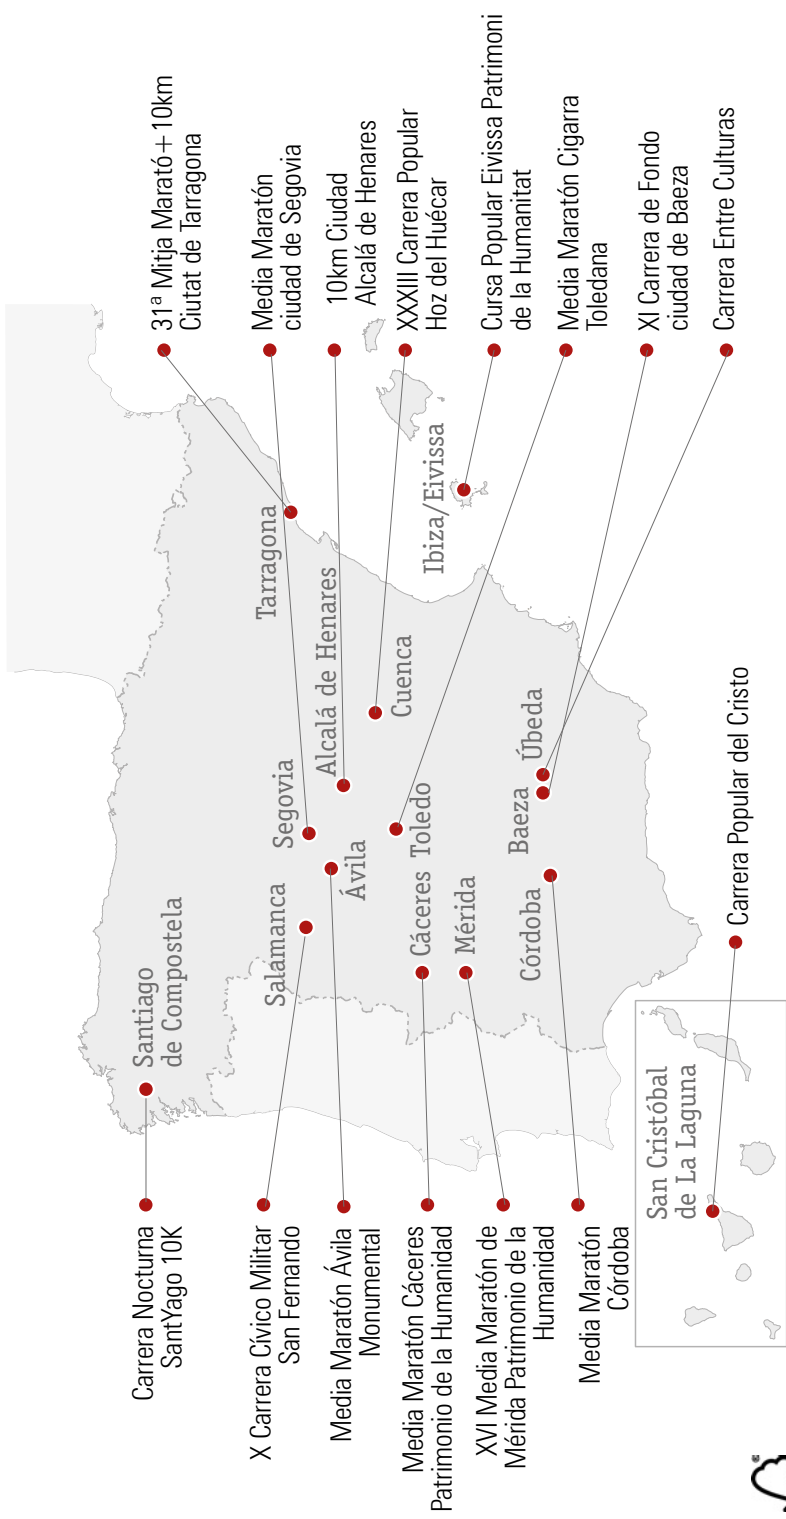 Carrera Nocturna
SantYago 10K
X Carrera Cívico Militar
San Fernando
Media Maratón Ávila
Monumental
Media Maratón Cáceres
Patrimonio de la Humanidad
XVI Media Maratón de
Mérida Patrimonio de la
Humanidad
Media Maratón
Córdoba
Santiago
de Compostela
Salamanca
Ávila
Segovia
Alcalá de Henares
Tarragona
Cáceres
Toledo
Cuenca
Ibiza/Eivissa
Mérida
Córdoba
Baeza
Úbeda
San Cristóbal
de La Laguna
Carrera Popular del Cristo
31ª Mitja Marató+10km
Ciutat de Tarragona
Media Maratón
ciudad de Segovia
10km Ciudad
Alcalá de Henares
XXXIII Carrera Popular
Hoz del Huécar
Cursa Popular Eivissa Patrimoni
de la Humanitat
Media Maratón Cigarra
Toledana
XI Carrera de Fondo
ciudad de Baeza
Carrera Entre Culturas